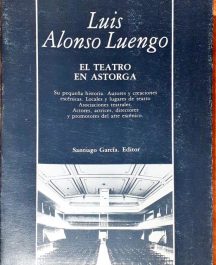 Luis
Alonso Luengo
EL TEATRO
EN ASTORGA
Su pequeña historia. Autores y creaciones
escénicas. Locales y lugares de teatro.
Asociaciones teatrales.
Actores, actrices, directores
y promotores del arte escénico.
Santiago García, Editor